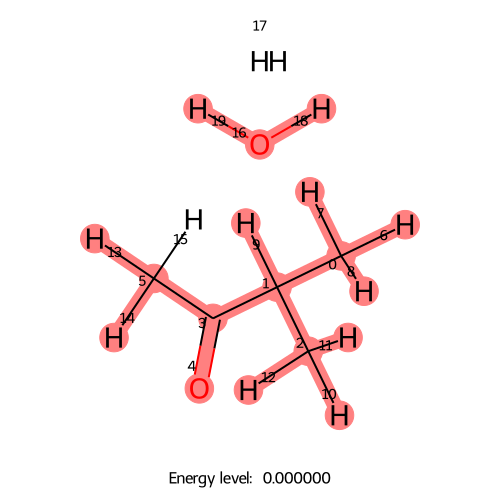 17
HH
H 19 16 18 H
O
H
H H H
H 15 7 6
13 9
5 1 0 8
H
14 3
H 2 11 H
4 12
O H 10
H
Energy level: 0.000000